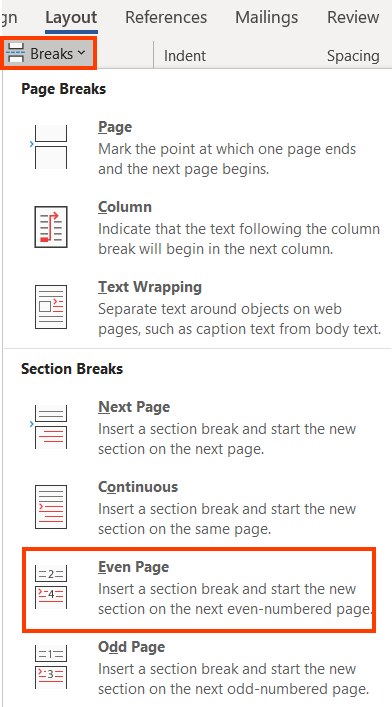 gn Layout References Mailings Review
Breaks Indent Spacing
Page Breaks
Page
Mark the point at which one page ends
and the next page begins.
Column
Indicate that the text following the column
break will begin in the next column.
Text Wrapping
Separate text around objects on web
pages, such as caption text from body text.
Section Breaks
Next Page
Insert a section break and start the new
section on the next page.
Continuous
Insert a section break and start the new
section on the same page.
Even Page
2
4
Insert a section break and start the new
section on the next even-numbered page.
Odd Page
1
3
Insert a section break and start the new
section on the next odd-numbered page.